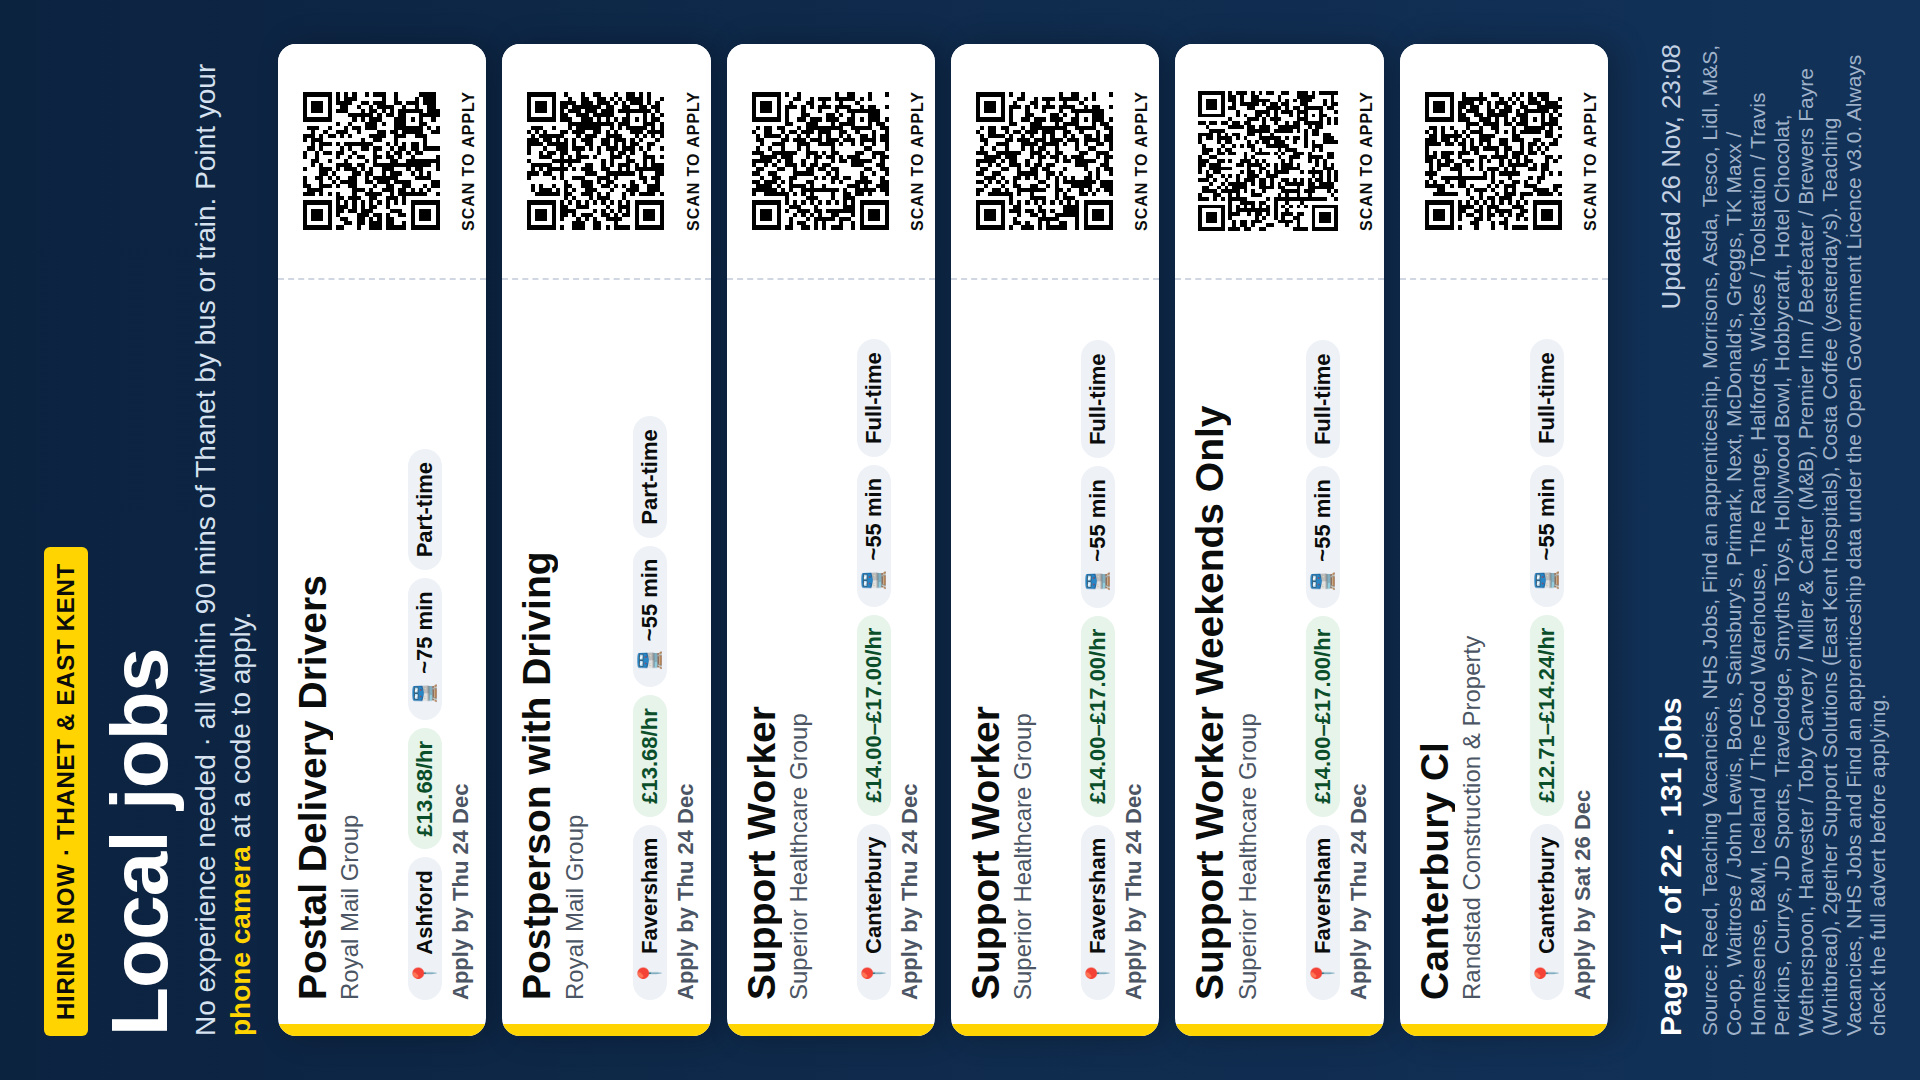 HIRING NOW · THANET & EAST KENT
Local jobs
No experience needed · all within 90 mins of Thanet by bus or train. Point your
phone camera at a code to apply.
Postal Delivery Drivers
Royal Mail Group
📍 Ashford
£13.68/hr
🚆 ~75 min
Part-time
Apply by Thu 24 Dec
SCAN TO APPLY
Postperson with Driving
Royal Mail Group
📍 Faversham
£13.68/hr
🚆 ~55 min
Part-time
Apply by Thu 24 Dec
SCAN TO APPLY
Support Worker
Superior Healthcare Group
📍 Canterbury
£14.00–£17.00/hr
🚆 ~55 min
Full-time
Apply by Thu 24 Dec
SCAN TO APPLY
Support Worker
Superior Healthcare Group
📍 Faversham
£14.00–£17.00/hr
🚆 ~55 min
Full-time
Apply by Thu 24 Dec
SCAN TO APPLY
Support Worker Weekends Only
Superior Healthcare Group
📍 Faversham
£14.00–£17.00/hr
🚆 ~55 min
Full-time
Apply by Thu 24 Dec
SCAN TO APPLY
Canterbury CI
Randstad Construction & Property
📍 Canterbury
£12.71–£14.24/hr
🚆 ~55 min
Full-time
Apply by Sat 26 Dec
SCAN TO APPLY
Page 17 of 22 · 131 jobs
Updated 26 Nov, 23:08
Source: Reed, Teaching Vacancies, NHS Jobs, Find an apprenticeship, Morrisons, Asda, Tesco, Lidl, M&S,
Co-op, Waitrose / John Lewis, Boots, Sainsbury's, Primark, Next, McDonald's, Greggs, TK Maxx /
Homesense, B&M, Iceland / The Food Warehouse, The Range, Halfords, Wickes / Toolstation / Travis
Perkins, Currys, JD Sports, Travelodge, Smyths Toys, Hollywood Bowl, Hobbycraft, Hotel Chocolat,
Wetherspoon, Harvester / Toby Carvery / Miller & Carter (M&B), Premier Inn / Beefeater / Brewers Fayre
(Whitbread), 2gether Support Solutions (East Kent hospitals), Costa Coffee (yesterday's). Teaching
Vacancies, NHS Jobs and Find an apprenticeship data under the Open Government Licence v3.0. Always
check the full advert before applying.